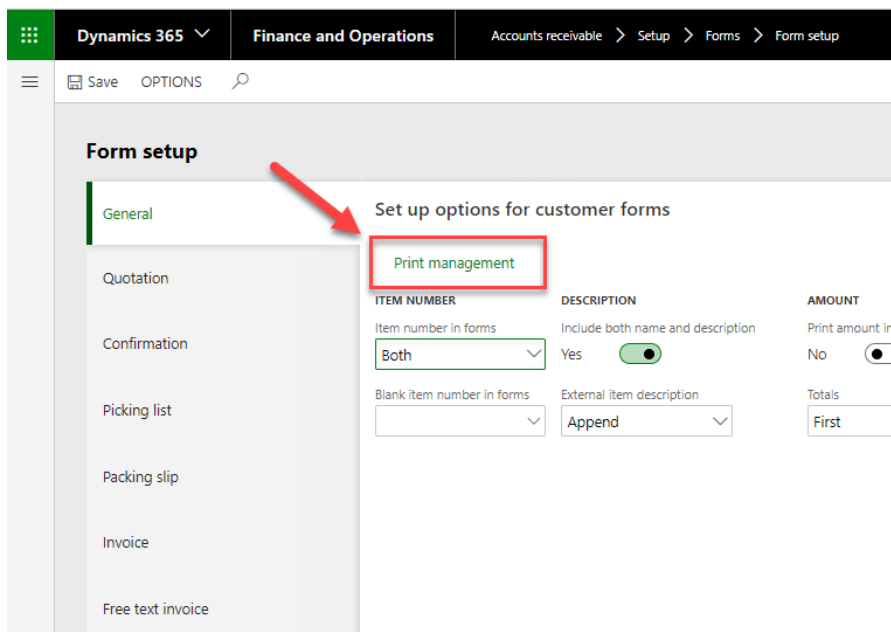 Dynamics 365 Finance and Operations Accounts receivable > Setup > Forms > Form setup
Save OPTIONS
Form setup
General
Quotation
Confirmation
Picking list
Packing slip
Invoice
Free text invoice
Set up options for customer forms
Print management
ITEM NUMBER
Item number in forms
Both
Blank item number in forms
DESCRIPTION
Include both name and description
Yes
External item description
Append
AMOUNT
Print amount in
No
Totals
First